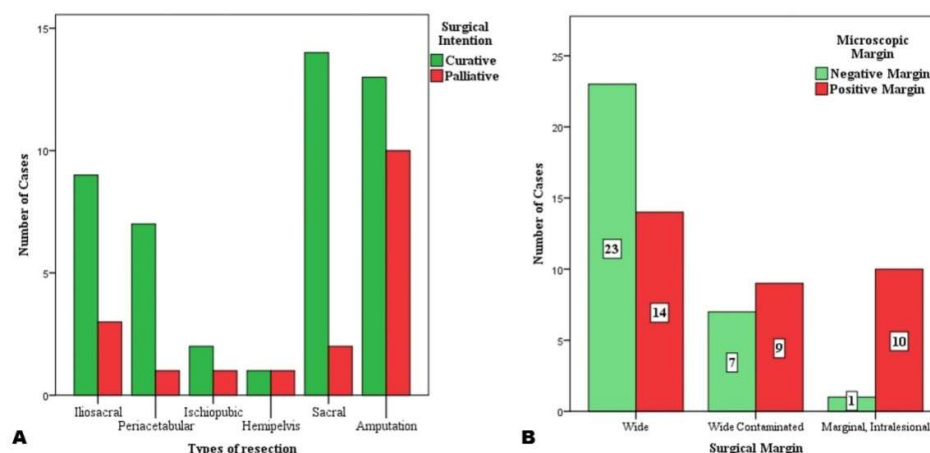 15
10
5
0
Number of Cases
Surgical
Intention
Curative
Palliative
Iliosacral
Periacetabular
Ischiopubic
Hemipelvis
Sacral
Amputation
Types of resection
A
25
20
15
10
5
0
Number of Cases
Microscopic
Margin
Negative Margin
Positive Margin
23
14
7
9
1
10
Wide
Wide Contaminated
Marginal, Intralesional
Surgical Margin
B